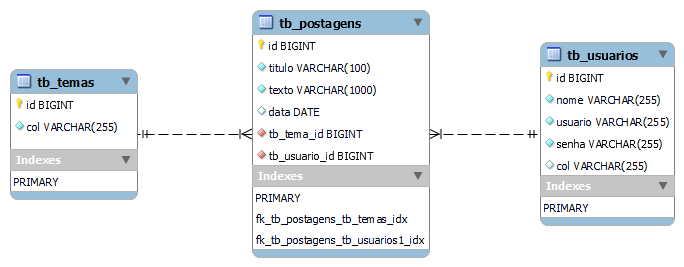 tb_temas
id BIGINT
col VARCHAR(255)
Indexes
PRIMARY
tb_postagens
id BIGINT
titulo VARCHAR(100)
texto VARCHAR(1000)
data DATE
tb_tema_id BIGINT
tb_usuario_id BIGINT
Indexes
PRIMARY
fk_tb_postagens_tb_temas_idx
fk_tb_postagens_tb_usuarios1_idx
tb_usuarios
id BIGINT
nome VARCHAR(255)
usuario VARCHAR(255)
senha VARCHAR(255)
col VARCHAR(255)
Indexes
PRIMARY